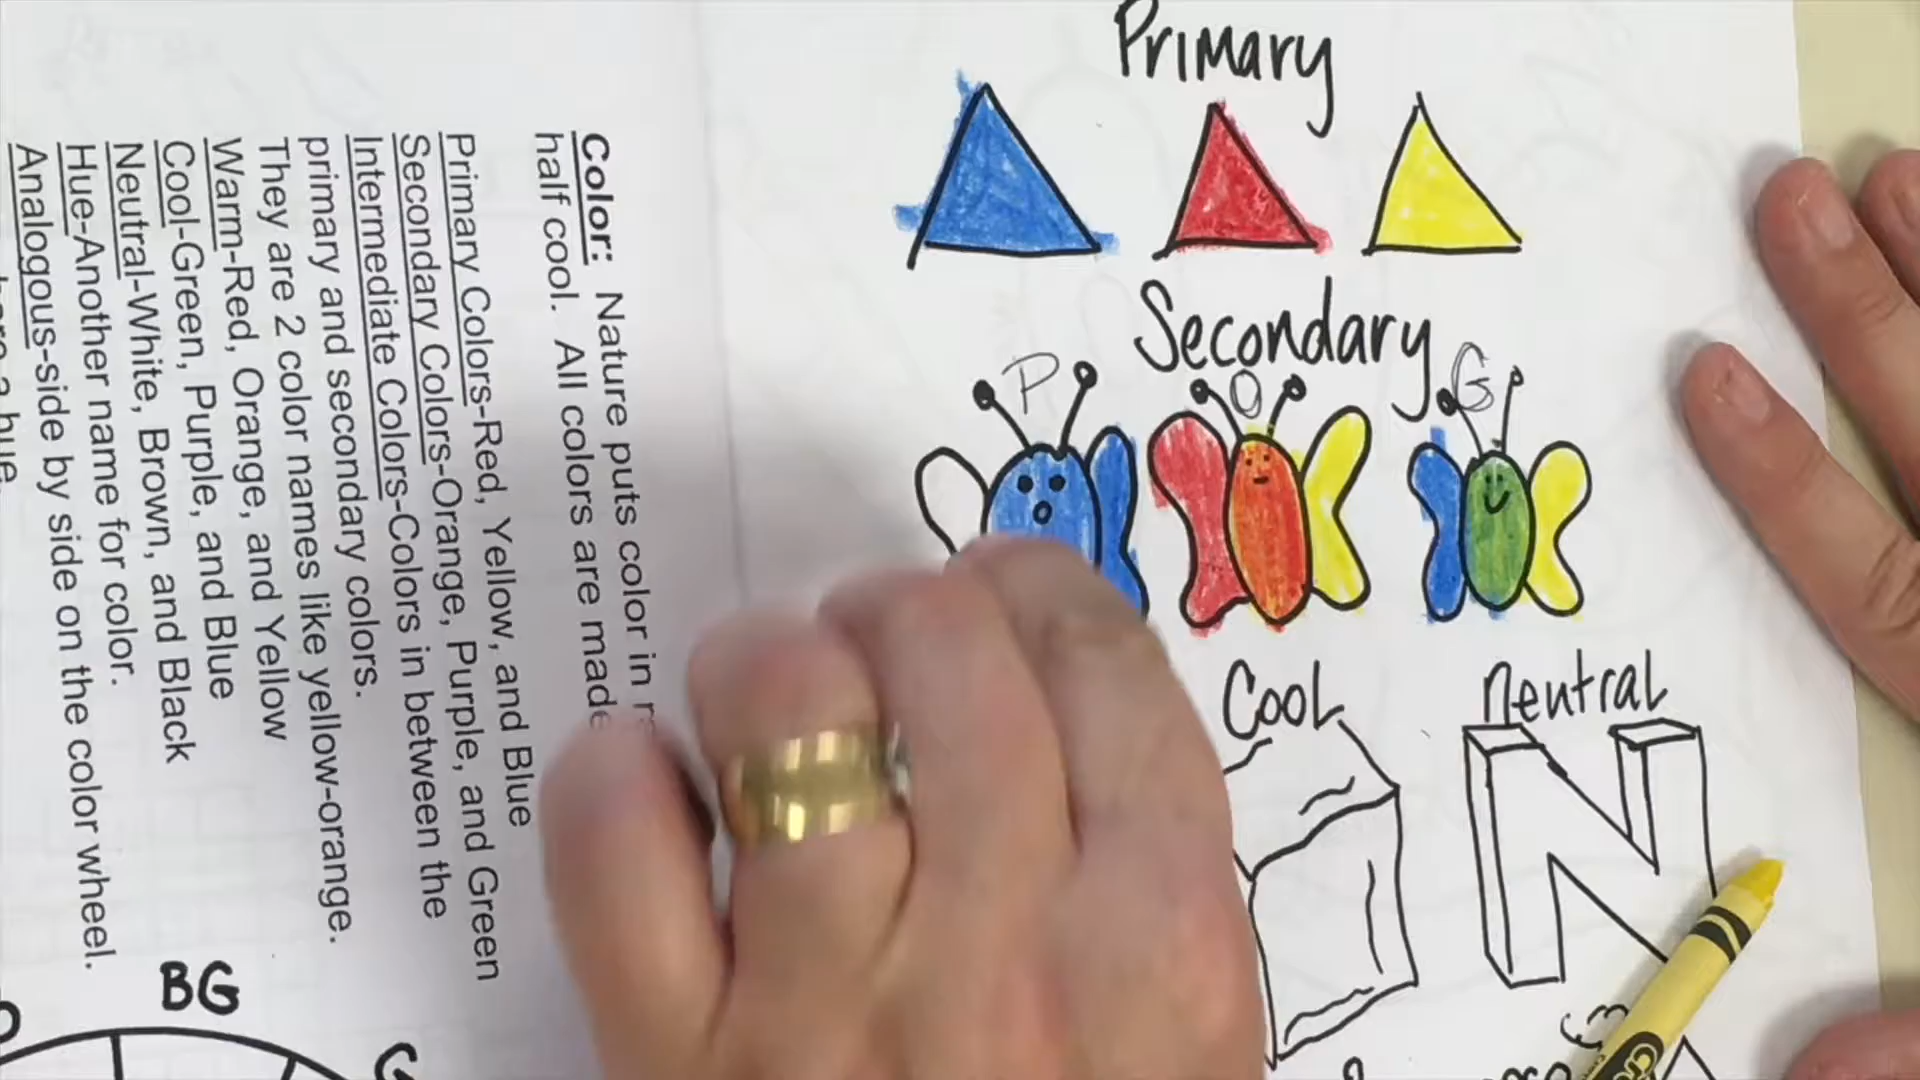 Primary
Secondary
P O G
Cool
Neutral
Color: Nature puts color in
half cool. All colors are made
Primary Colors-Red, Yellow, and Blue
Secondary Colors-Orange, Purple, and Green
Intermediate Colors-Colors in between the
primary and secondary colors.
They are 2 color names like yellow-orange.
Warm-Red, Orange, and Yellow
Cool-Green, Purple, and Blue
Neutral-White, Brown, and Black
Hue-Another name for color.
Analogous-side by side on the color wheel.
BG